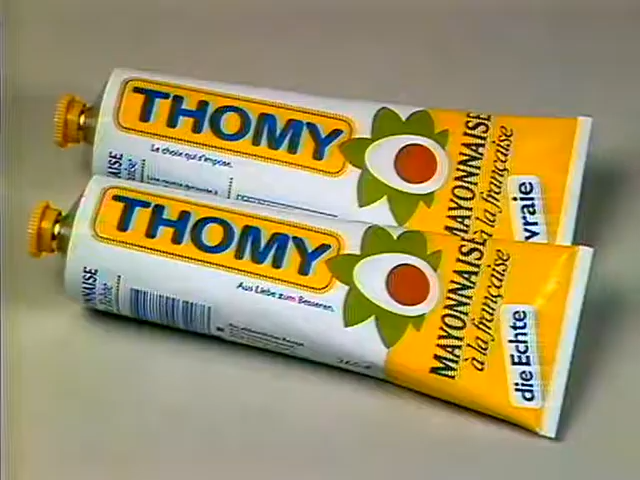 THOMY
Le choix qui s'impose.
MAYONNAISE
à la française
vraie
THOMY
Aus Liebe zum Besseren.
MAYONNAISE
à la française
die Echte